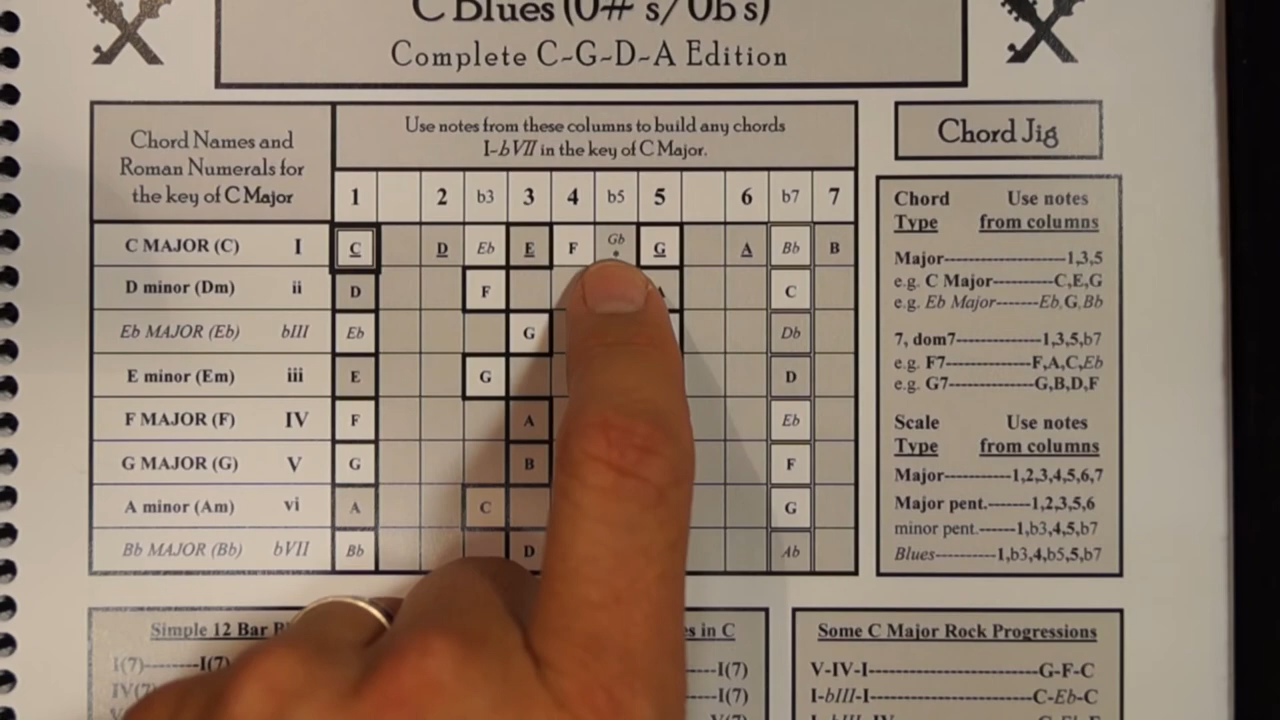 C Blues (0# s/0b s)
Complete C-G-D-A Edition
Chord Names and
Roman Numerals for
the key of C Major
Use notes from these columns to build any chords
I-bVII in the key of C Major.
1 2 b3 3 4 b5 5 6 b7 7
C MAJOR (C) I C D Eb E F Gb G A Bb B
D minor (Dm) ii D F C
Eb MAJOR (Eb) bIII Eb G Db
E minor (Em) iii E G D
F MAJOR (F) IV F A Eb
G MAJOR (G) V G B F
A minor (Am) vi A C G
Bb MAJOR (Bb) bVII Bb D Ab
Chord Jig
Chord Use notes
Type from columns
Major----------------------1,3,5
e.g. C Major----------C,E,G
e.g. Eb Major-------Eb,G,Bb
7, dom7--------------1,3,5,b7
e.g. F7--------------F,A,C,Eb
e.g. G7--------------G,B,D,F
Scale Use notes
Type from columns
Major----------1,2,3,4,5,6,7
Major pent.------1,2,3,5,6
minor pent.------1,b3,4,5,b7
Blues----------1,b3,4,b5,5,b7
Simple 12 Bar
I(7)--------I(7)
in C
I(7)
I(7)
Some C Major Rock Progressions
V-IV-I----------------------G-F-C
I-bIII-I----------------------C-Eb-C